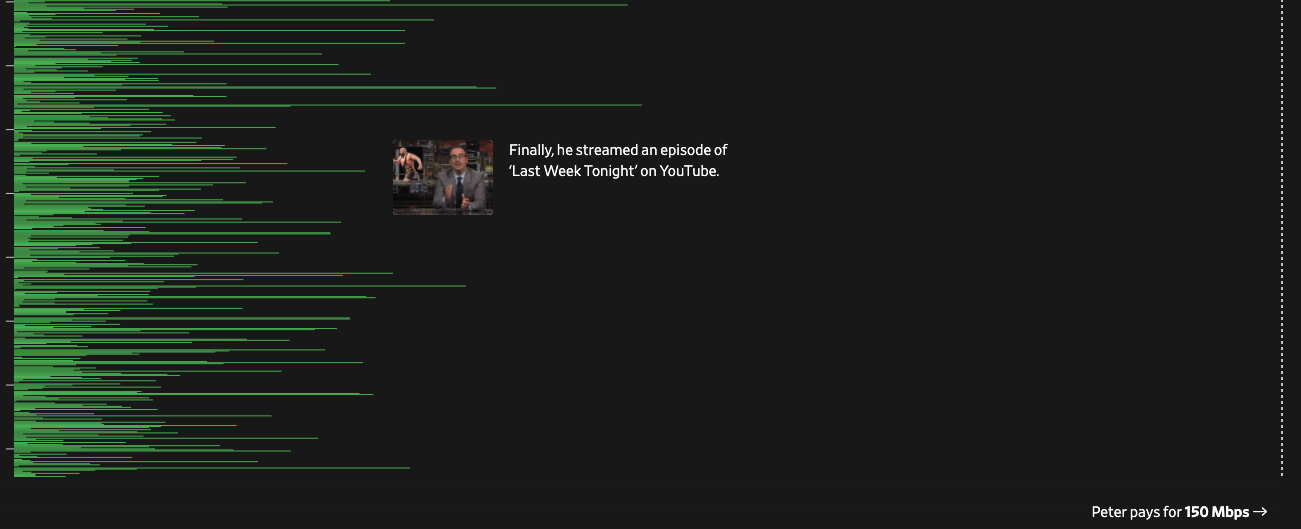 Finally, he streamed an episode of
‘Last Week Tonight’ on YouTube.
Peter pays for 150 Mbps →